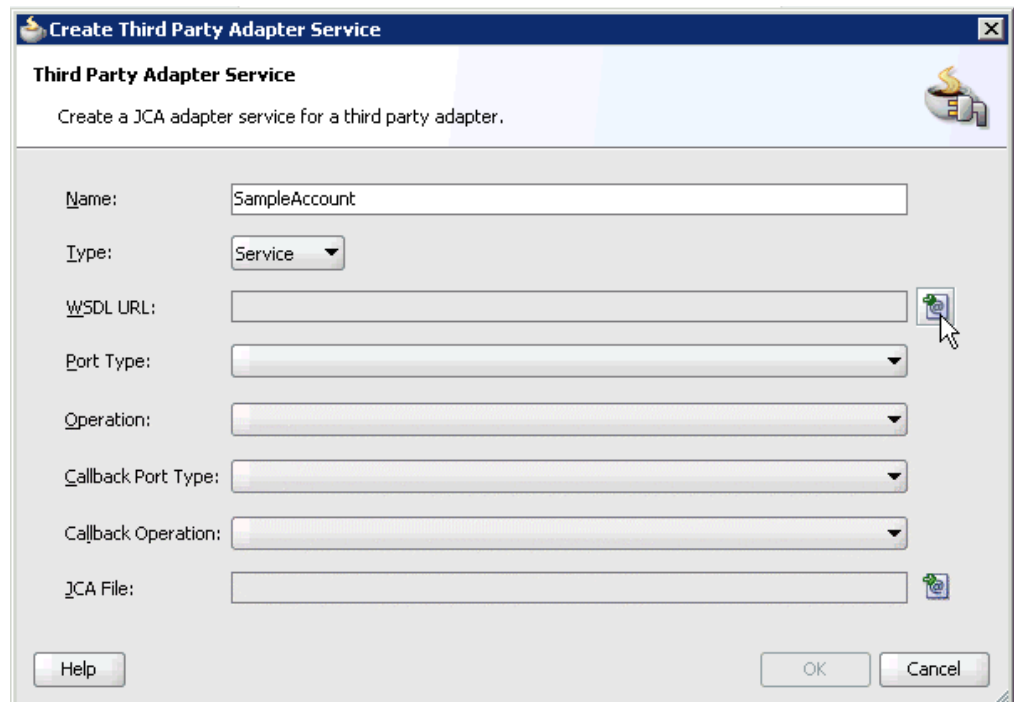 Create Third Party Adapter Service
Third Party Adapter Service
Create a JCA adapter service for a third party adapter.
Name: SampleAccount
Type: Service
WSDL URL:
Port Type:
Operation:
Callback Port Type:
Callback Operation:
JCA File:
Help OK Cancel